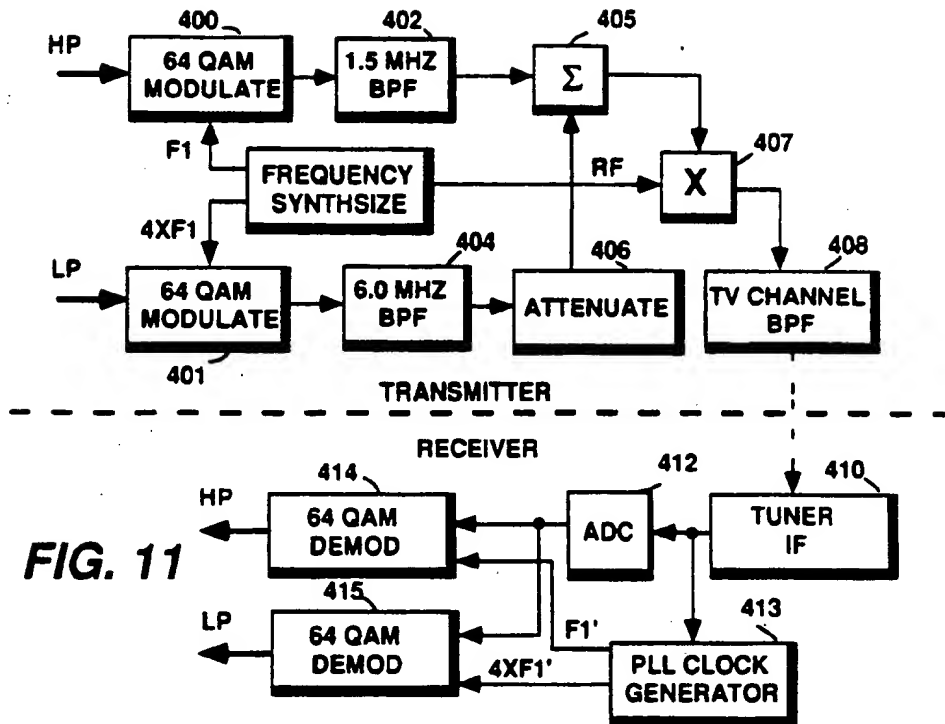 400
402
405
HP
64 QAM
MODULATE
1.5 MHZ
BPF
Σ
F1
407
FREQUENCY
SYNTHSIZE
RF
X
4XF1
404
406
408
LP
64 QAM
MODULATE
6.0 MHZ
BPF
ATTENUATE
TV CHANNEL
BPF
401
TRANSMITTER
RECEIVER
414
412
410
HP
64 QAM
DEMOD
ADC
TUNER
IF
FIG. 11
415
413
LP
64 QAM
DEMOD
F1'
4XF1'
PLL CLOCK
GENERATOR